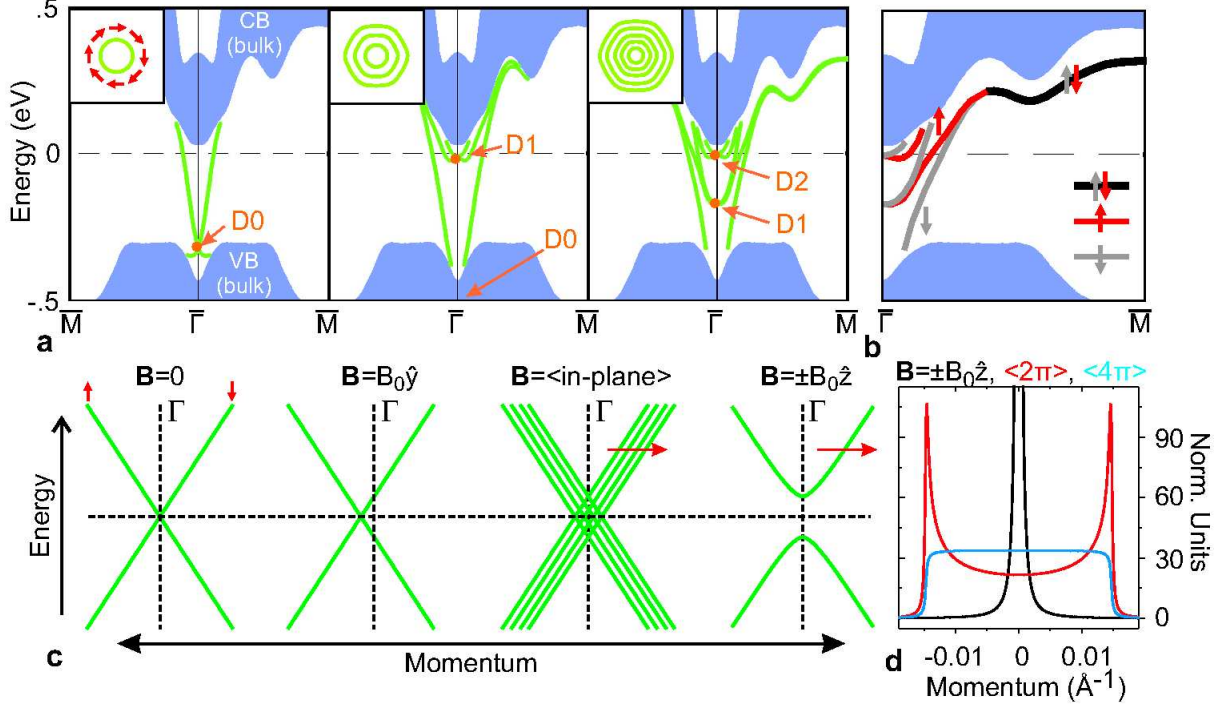 .5
CB
(bulk)
Energy (eV)
0
D1
D2
D0
D1
D0
VB
(bulk)
-.5
M̅
Γ̅
M̅
Γ̅
M̅
Γ̅
M̅
Γ̅
M̅
a
b
B=0
B=B₀ŷ
B=<in-plane>
B=±B₀ẑ
B=±B₀ẑ, <2π>, <4π>
Γ
Γ
Γ
Γ
Energy
90
60
30
0
Norm. Units
c
Momentum
d
-0.01
0
0.01
Momentum (Å⁻¹)